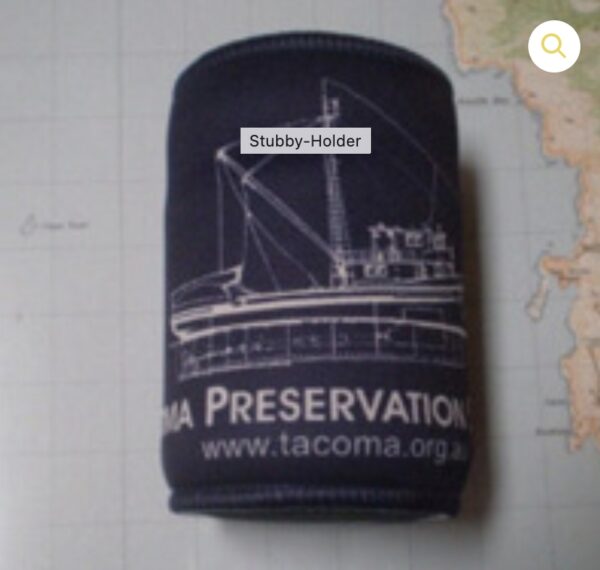 Stubby-Holder
MA PRESERVATION S
www.tacoma.org.au